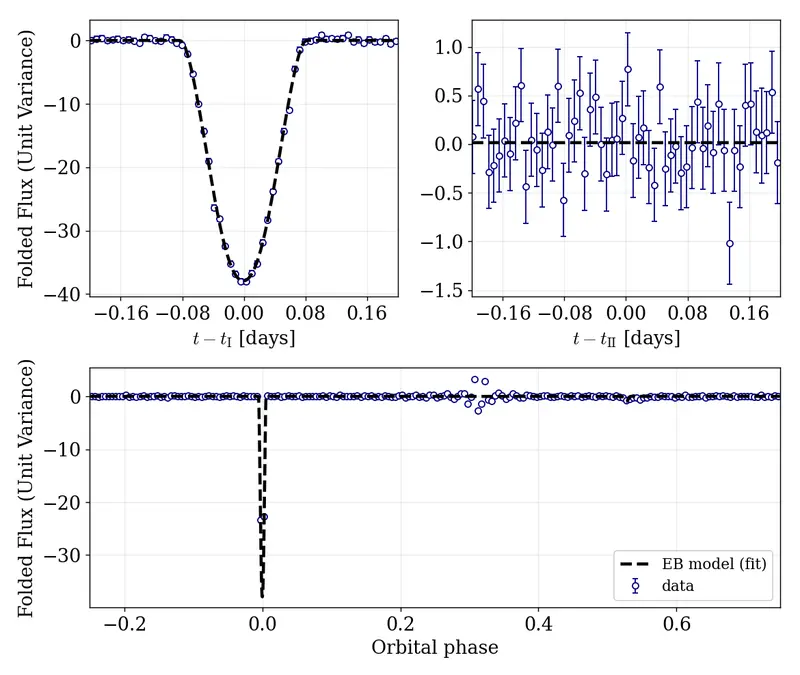 Folded Flux (Unit Variance)
0
−10
−20
−30
−40
−0.16 −0.08 0.00 0.08 0.16
t − tI [days]
1.0
0.5
0.0
−0.5
−1.0
−1.5
−0.16 −0.08 0.00 0.08 0.16
t − tII [days]
Folded Flux (Unit Variance)
0
−10
−20
−30
−0.2 0.0 0.2 0.4 0.6
Orbital phase
EB model (fit)
data